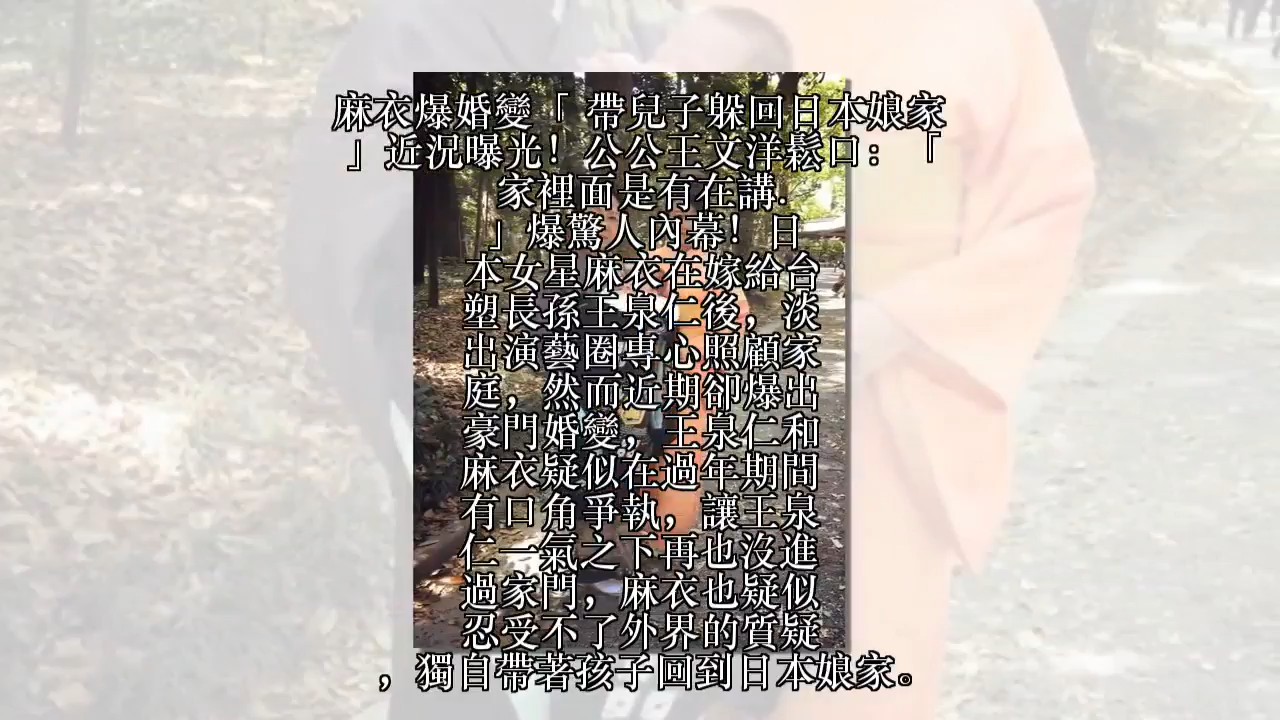 麻衣爆婚變「 帶兒子躲回日本娘家
」近況曝光！公公王文洋鬆口：「
家裡面是有在講.
」爆驚人內幕！ 日
本女星麻衣在嫁給台
塑長孫王泉仁後，淡
出演藝圈專心照顧家
庭，然而近期卻爆出
豪門婚變，王泉仁和
麻衣疑似在過年期間
有口角爭執，讓王泉
仁一氣之下再也沒進
過家門，麻衣也疑似
忍受不了外界的質疑
，獨自帶著孩子回到日本娘家。